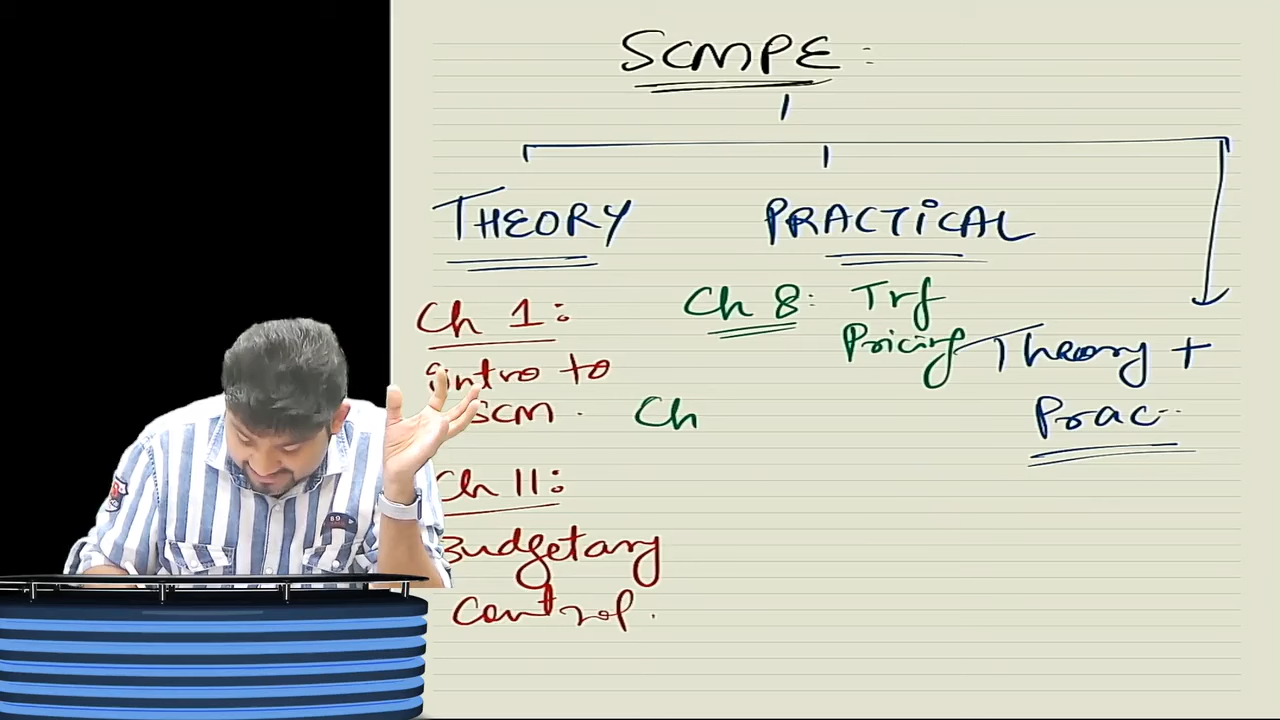 SCMPE:
THEORY
PRACTICAL
Theory +
Prac..
Ch 1:
intro to
SCM.
Ch 11:
Budgetary
Control.
Ch 8: Trf
Pricing
Ch